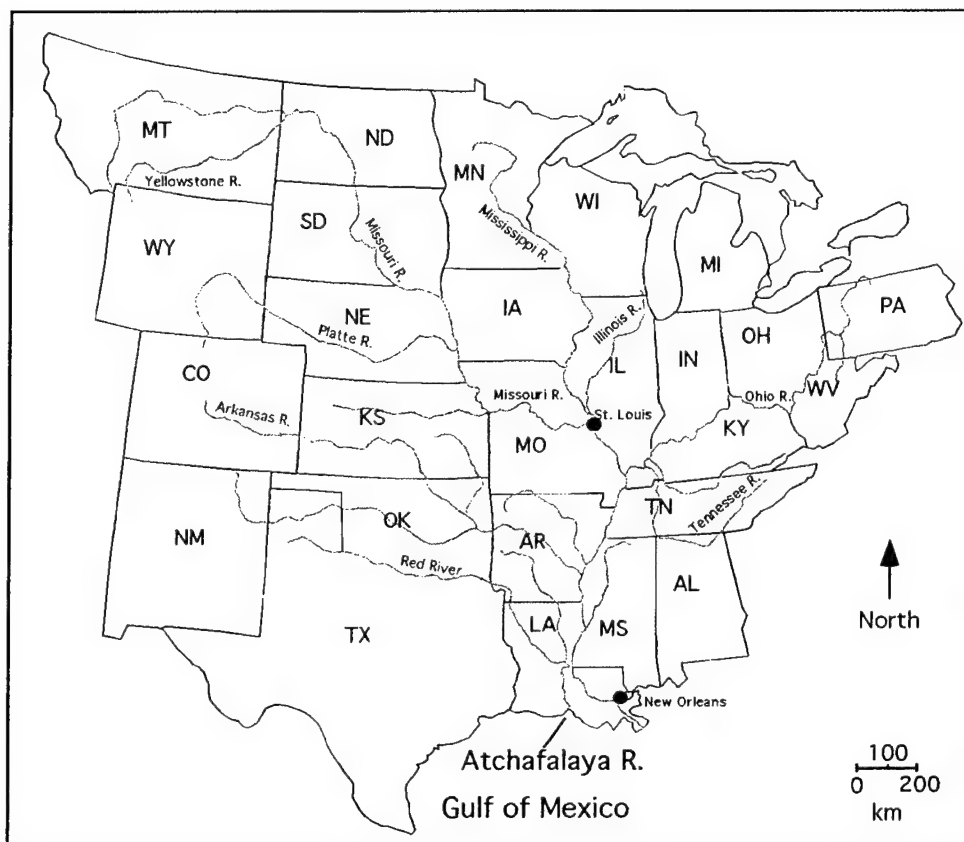 MT
ND
MN
Yellowstone R.
WI
SD
Missouri R.
Mississippi R.
WY
MI
PA
NE
IA
Illinois R.
OH
Platte R.
IL
IN
CO
WV
Missouri R.
Ohio R.
Arkansas R.
KS
St. Louis
KY
MO
TN
Tennessee R.
NM
OK
AR
Red River
AL
North
TX
LA
MS
New Orleans
Atchafalaya R.
100
0 200
Gulf of Mexico
km